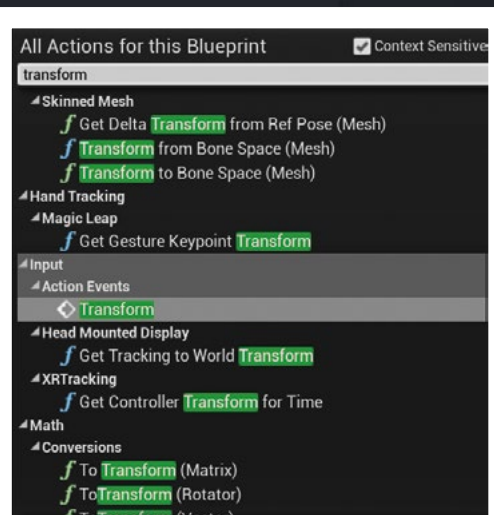 All Actions for this Blueprint Context Sensitive
transform
Skinned Mesh
f Get Delta Transform from Ref Pose (Mesh)
f Transform from Bone Space (Mesh)
f Transform to Bone Space (Mesh)
Hand Tracking
Magic Leap
f Get Gesture Keypoint Transform
Input
Action Events
Transform
Head Mounted Display
f Get Tracking to World Transform
XRTracking
f Get Controller Transform for Time
Math
Conversions
f To Transform (Matrix)
f ToTransform (Rotator)